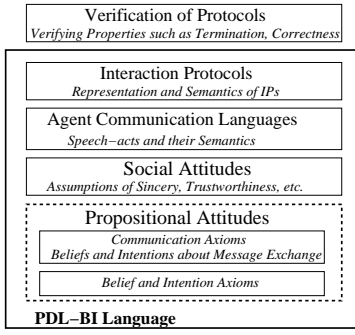 Verification of Protocols
Verifying Properties such as Termination, Correctness
Interaction Protocols
Representation and Semantics of IPs
Agent Communication Languages
Speech−acts and their Semantics
Social Attitudes
Assumptions of Sincery, Trustworthiness, etc.
Propositional Attitudes
Communication Axioms
Beliefs and Intentions about Message Exchange
Belief and Intention Axioms
PDL−BI Language